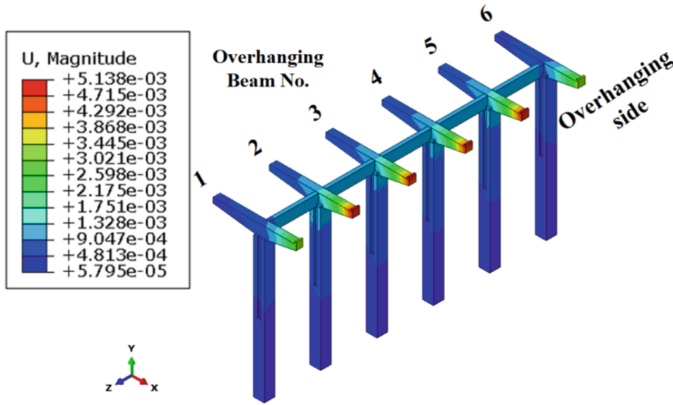 U, Magnitude
+5.138e-03
+4.715e-03
+4.292e-03
+3.868e-03
+3.445e-03
+3.021e-03
+2.598e-03
+2.175e-03
+1.751e-03
+1.328e-03
+9.047e-04
+4.813e-04
+5.795e-05
Overhanging
Beam No.
1
2
3
4
5
6
Overhanging
side
Y
Z
X